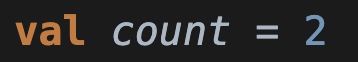 val count = 2